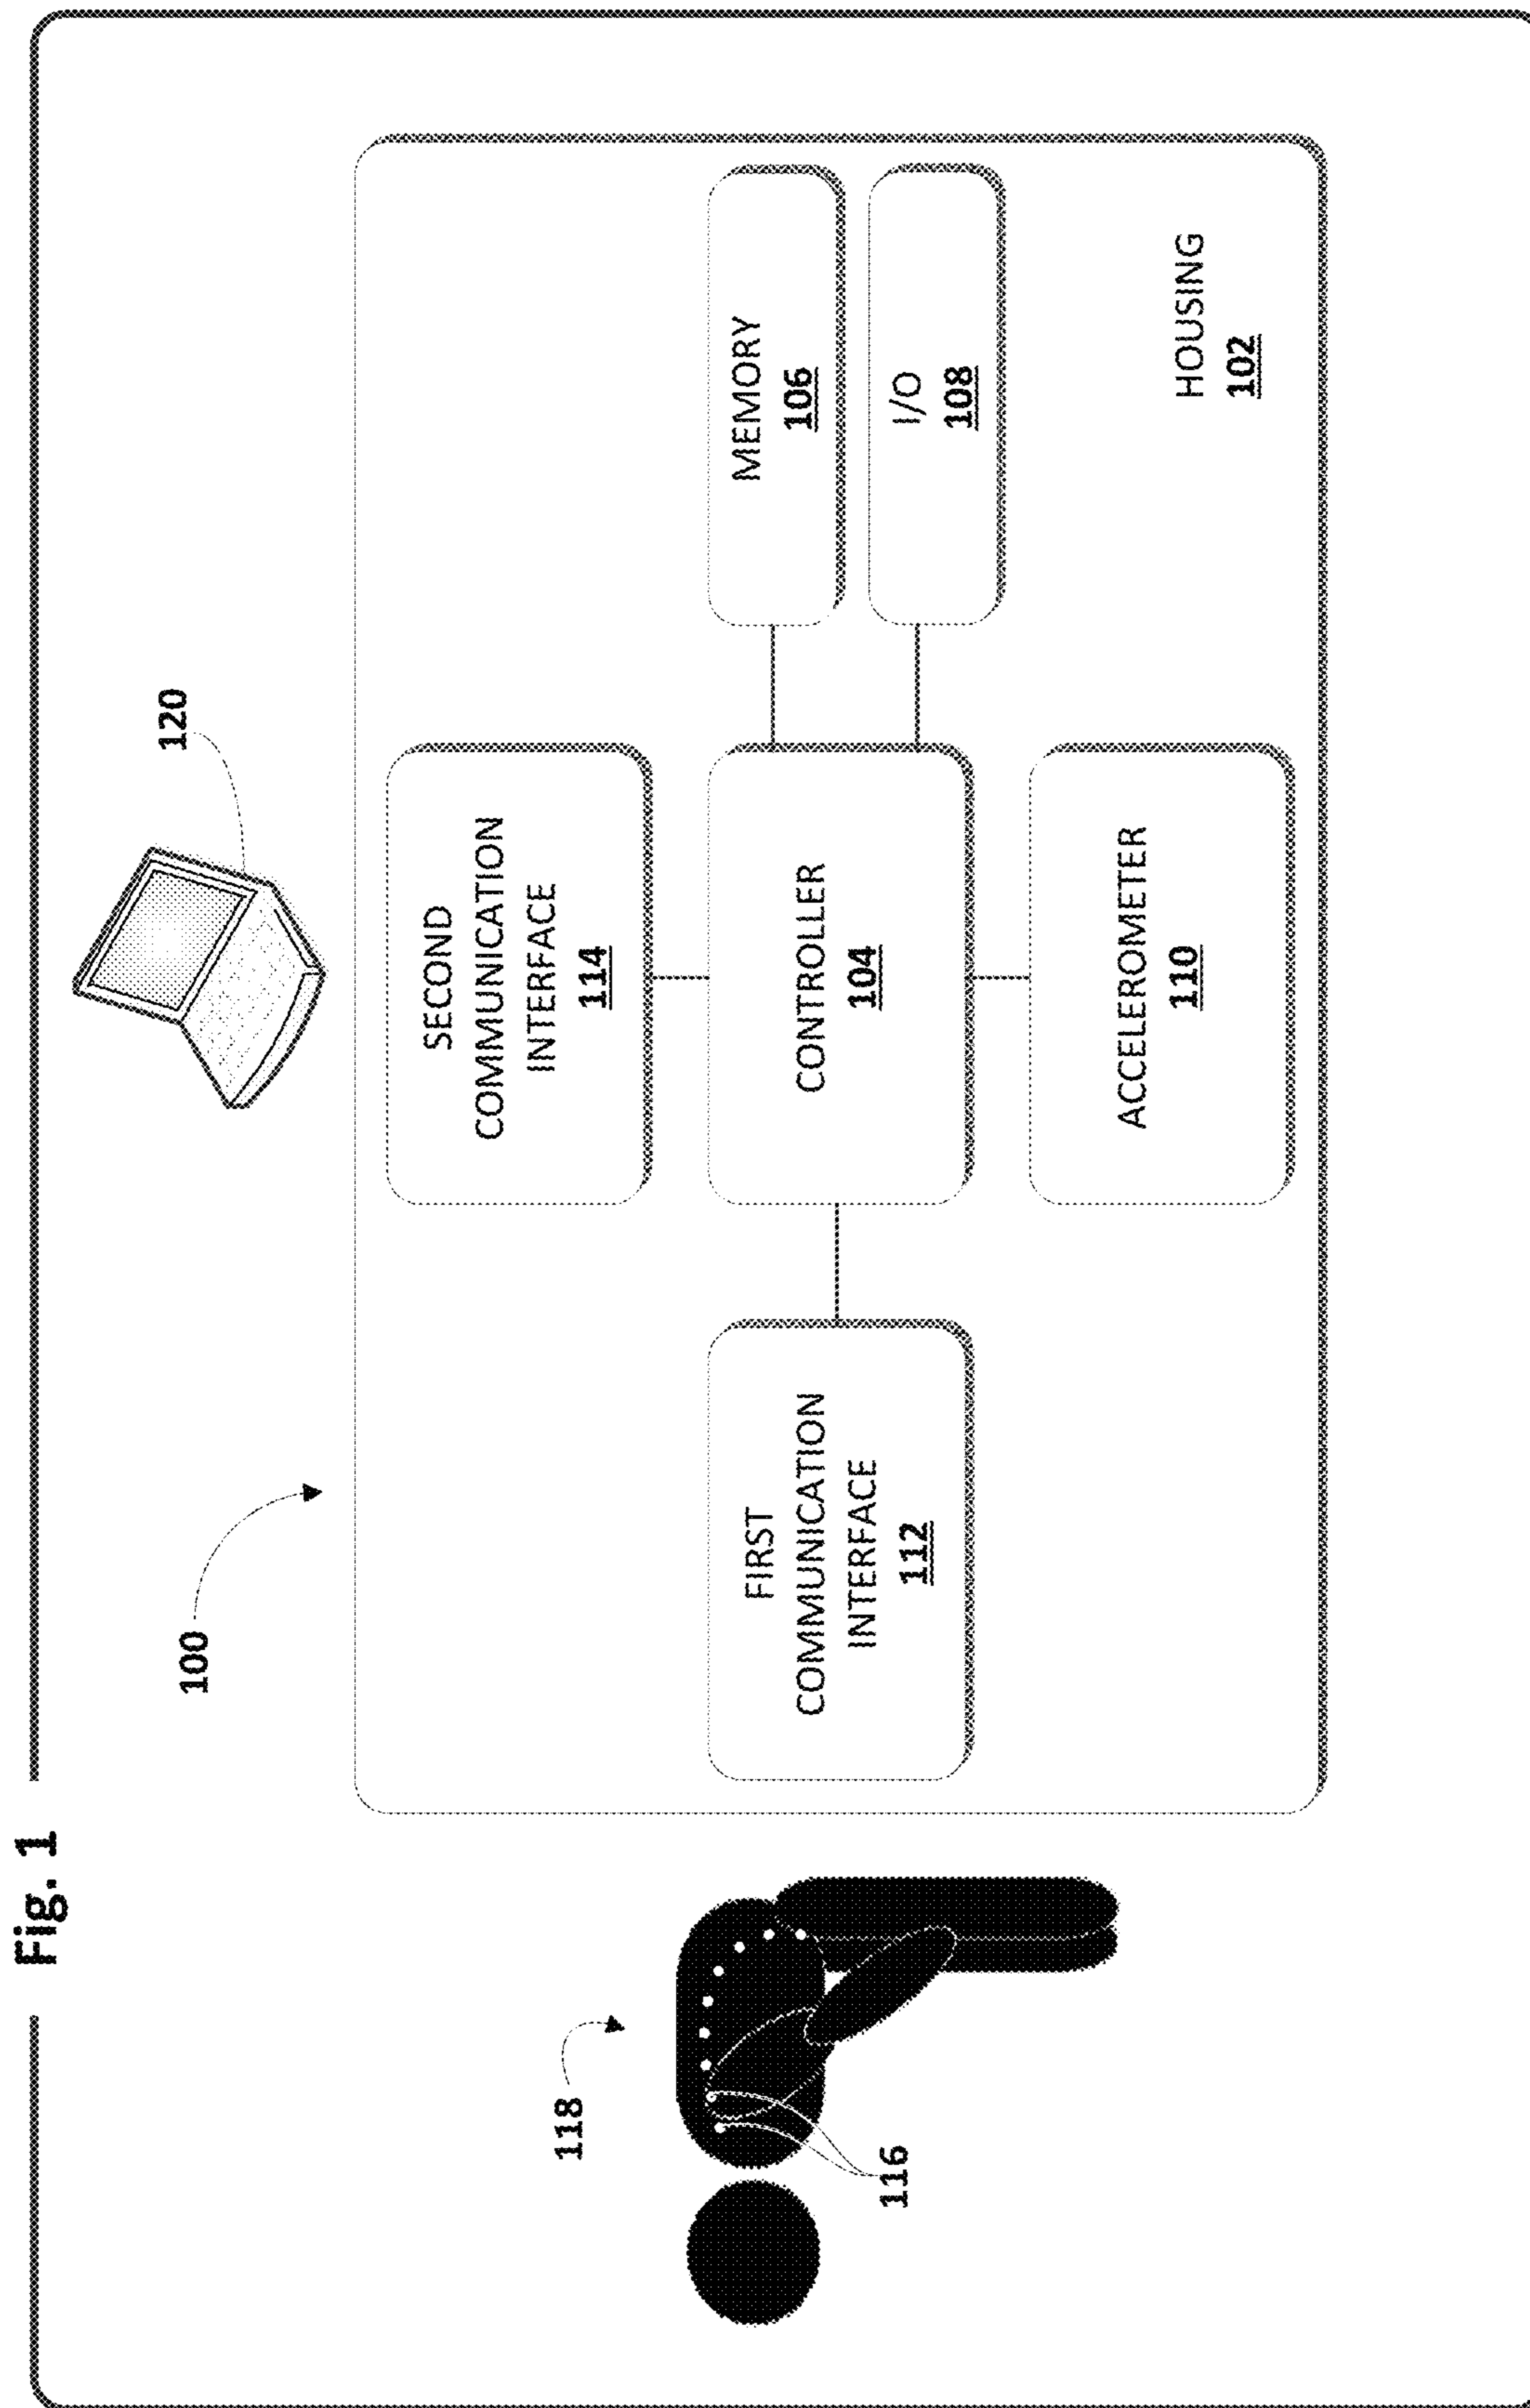 Fig. 1
100
120
SECOND
COMMUNICATION
INTERFACE
114
118
116
FIRST
COMMUNICATION
INTERFACE
112
CONTROLLER
104
MEMORY
106
I/O
108
ACCELEROMETER
110
HOUSING
102